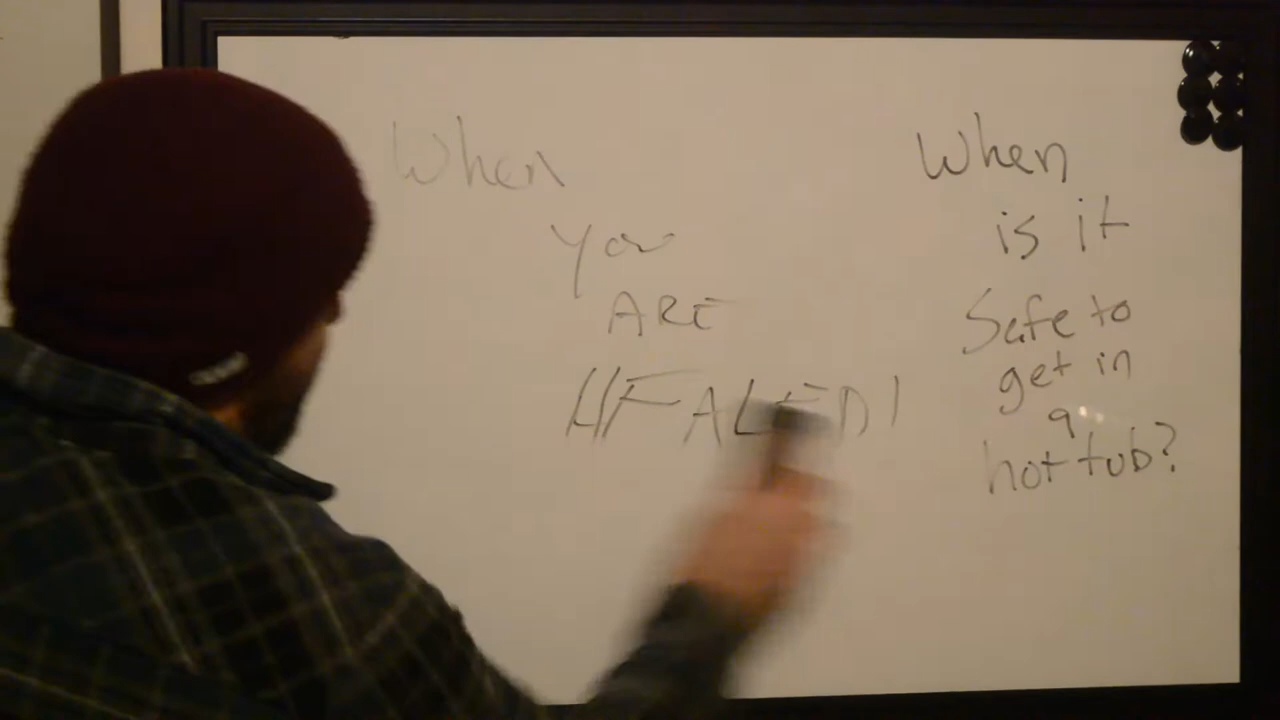 When
you
ARE
HEALED!
When
is it
Safe to
get in
a
hot tub?